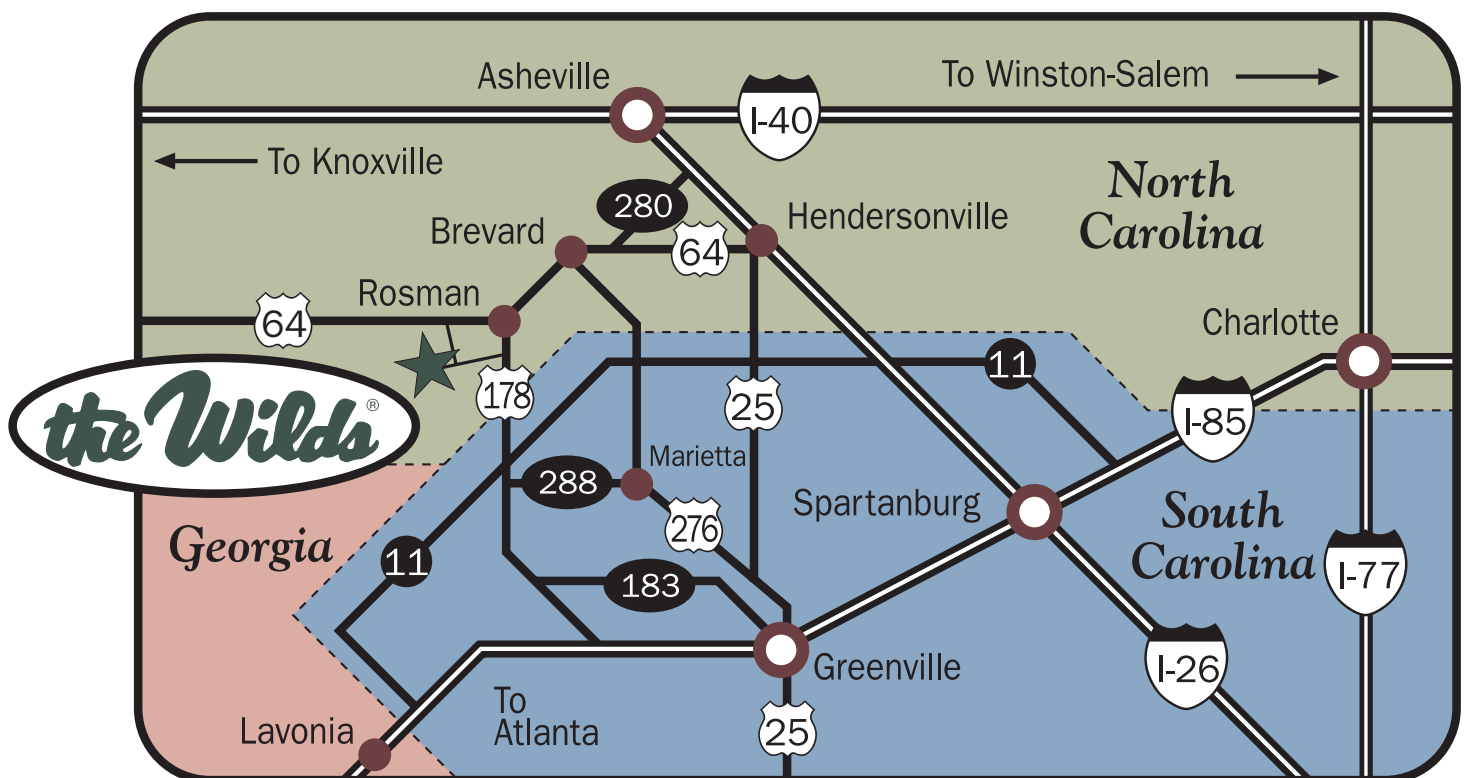 Asheville
To Winston-Salem
I-40
To Knoxville
North
Carolina
280
Hendersonville
Brevard
64
Rosman
64
Charlotte
11
178
25
I-85
the Wilds®
Marietta
288
Spartanburg
South
Carolina
276
Georgia
11
183
I-77
Greenville
I-26
To
Atlanta
Lavonia
25